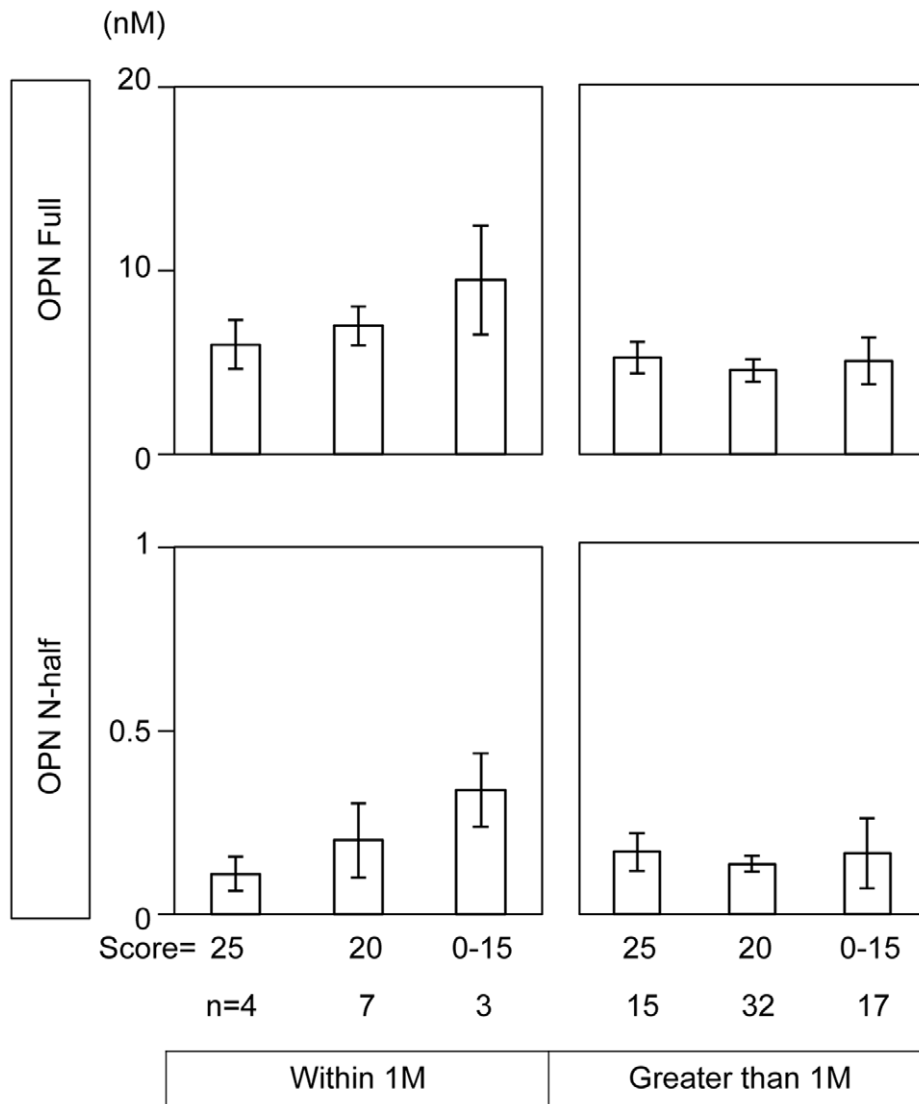 (nM)
OPN Full
20
10
0
OPN N-half
1
0.5
0
Score= 25 20 0-15 25 20 0-15
n=4 7 3 15 32 17
Within 1M Greater than 1M